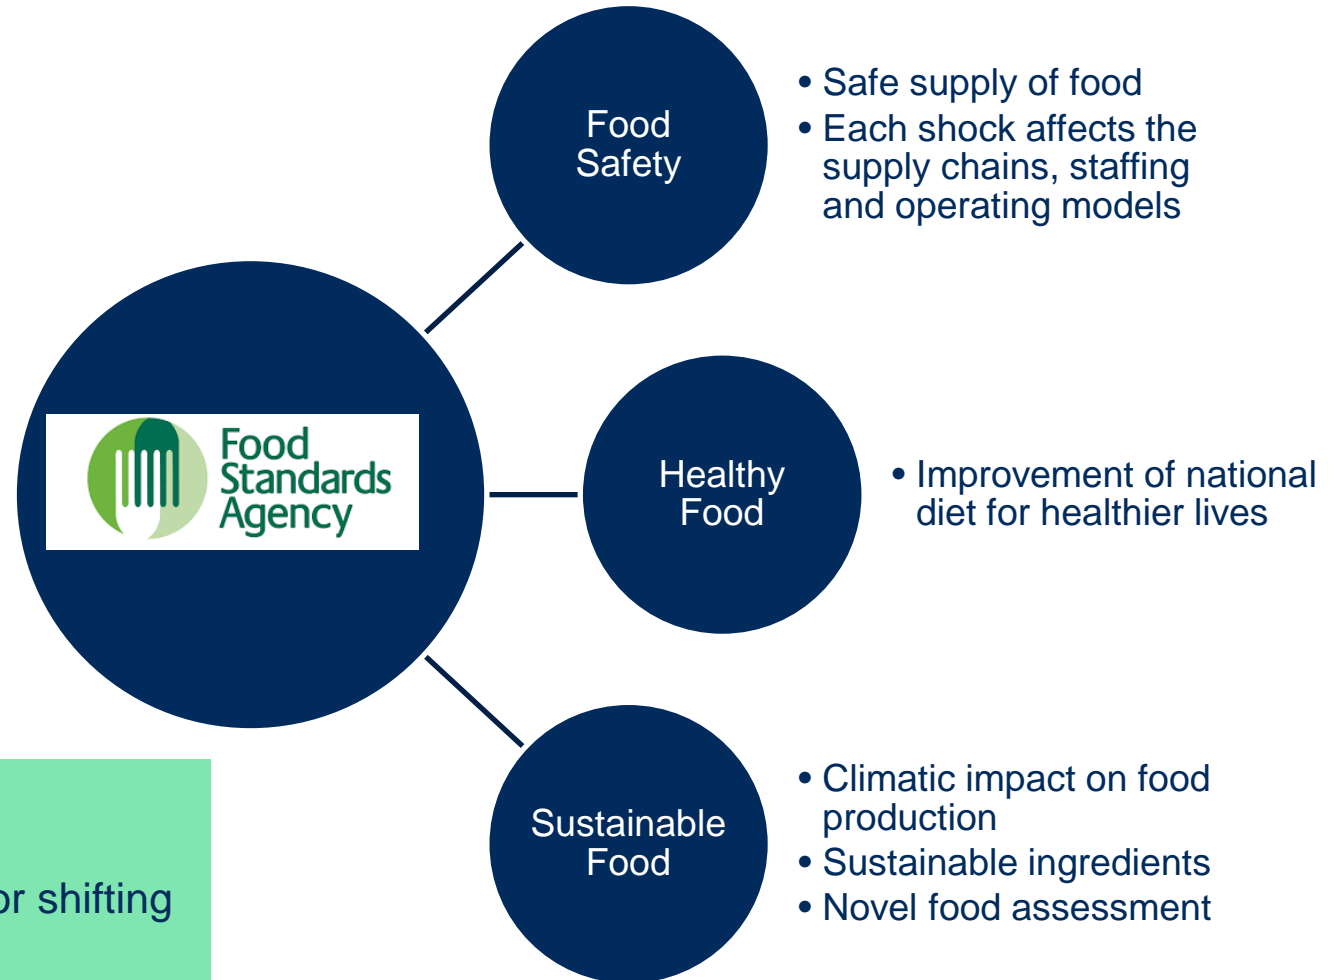 Food
Safety
• Safe supply of food
• Each shock affects the
supply chains, staffing
and operating models
Food
Standards
Agency
Healthy
Food
• Improvement of national
diet for healthier lives
Sustainable
Food
• Climatic impact on food
production
• Sustainable ingredients
• Novel food assessment
or shifting